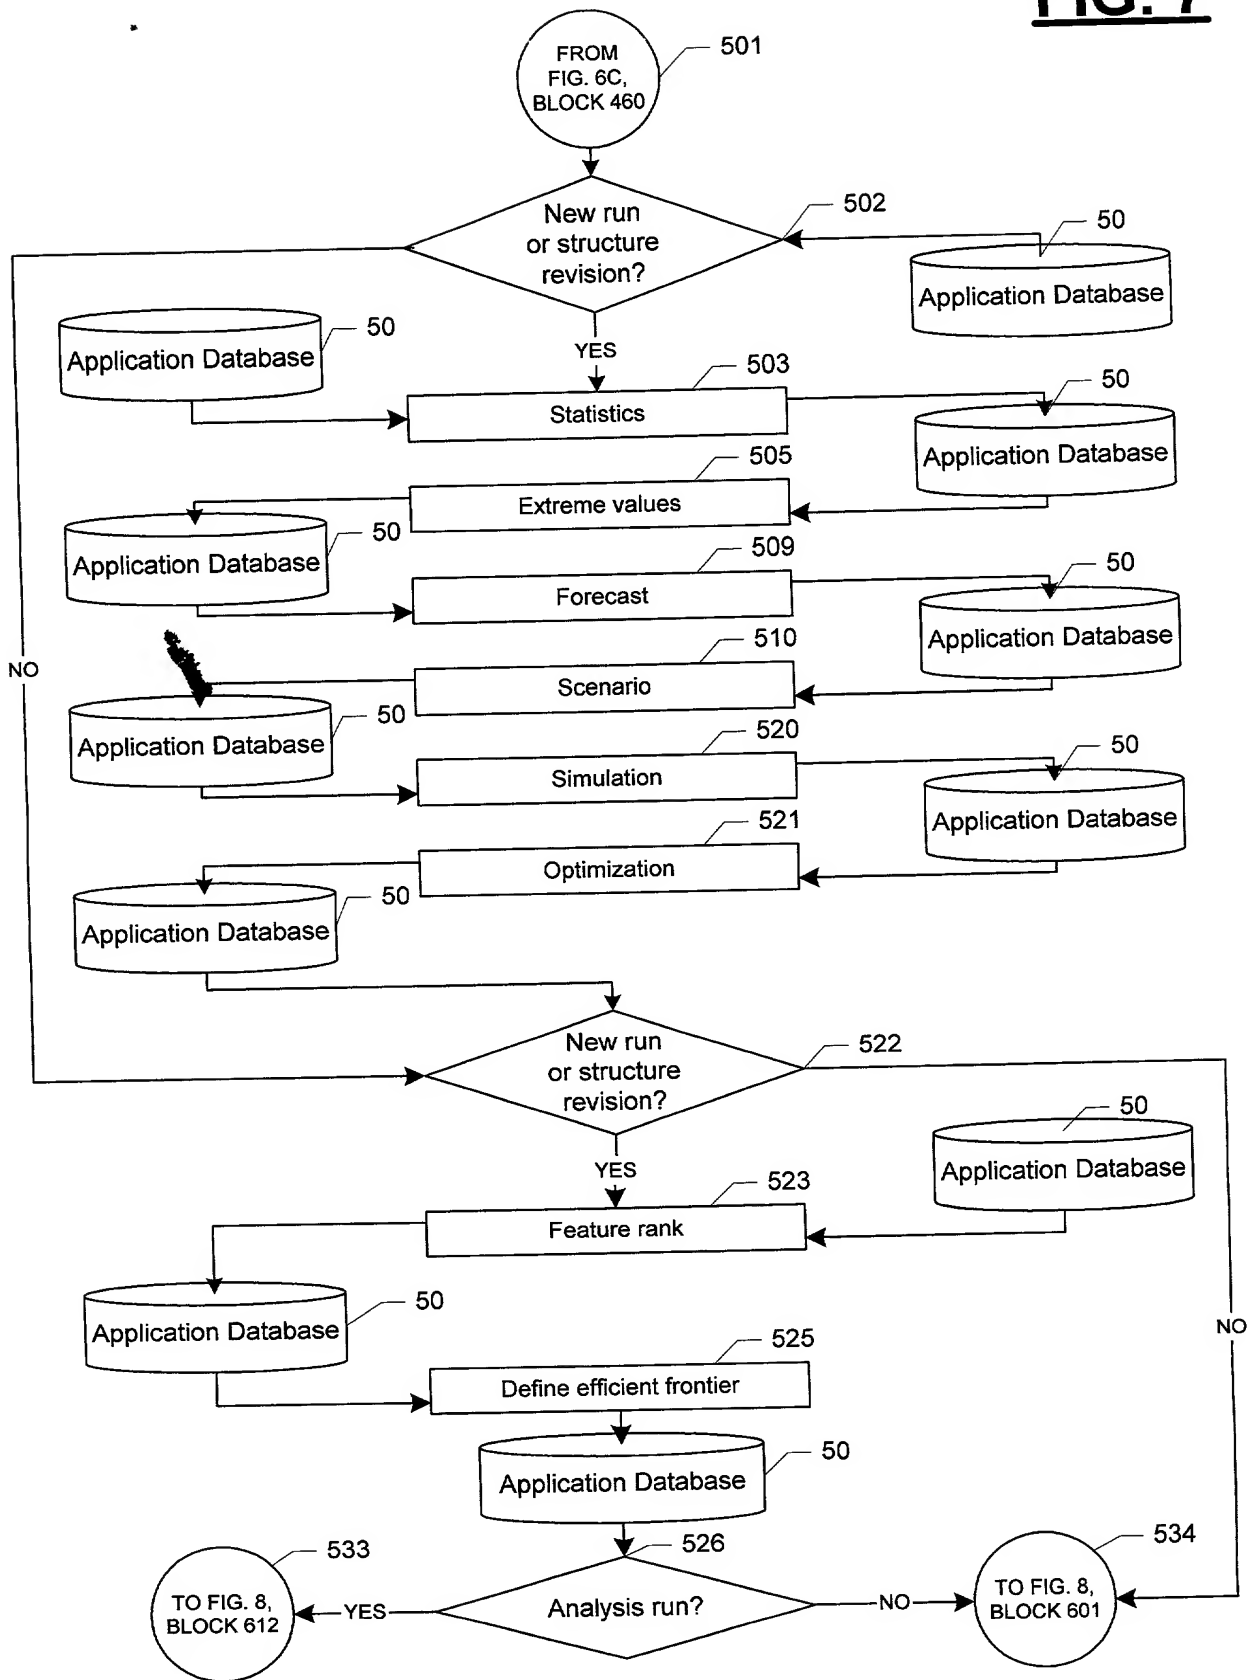 FIG. 7
FROM
FIG. 6C,
BLOCK 460
501
New run
or structure
revision?
502
50
Application Database
50
Application Database
YES
503
Statistics
50
Application Database
505
Extreme values
50
Application Database
509
Forecast
50
Application Database
NO
510
Scenario
50
Application Database
520
Simulation
50
Application Database
521
Optimization
50
Application Database
New run
or structure
revision?
522
50
Application Database
YES
523
Feature rank
50
Application Database
NO
525
Define efficient frontier
50
Application Database
533
TO FIG. 8,
BLOCK 612
YES
526
Analysis run?
NO
534
TO FIG. 8,
BLOCK 601